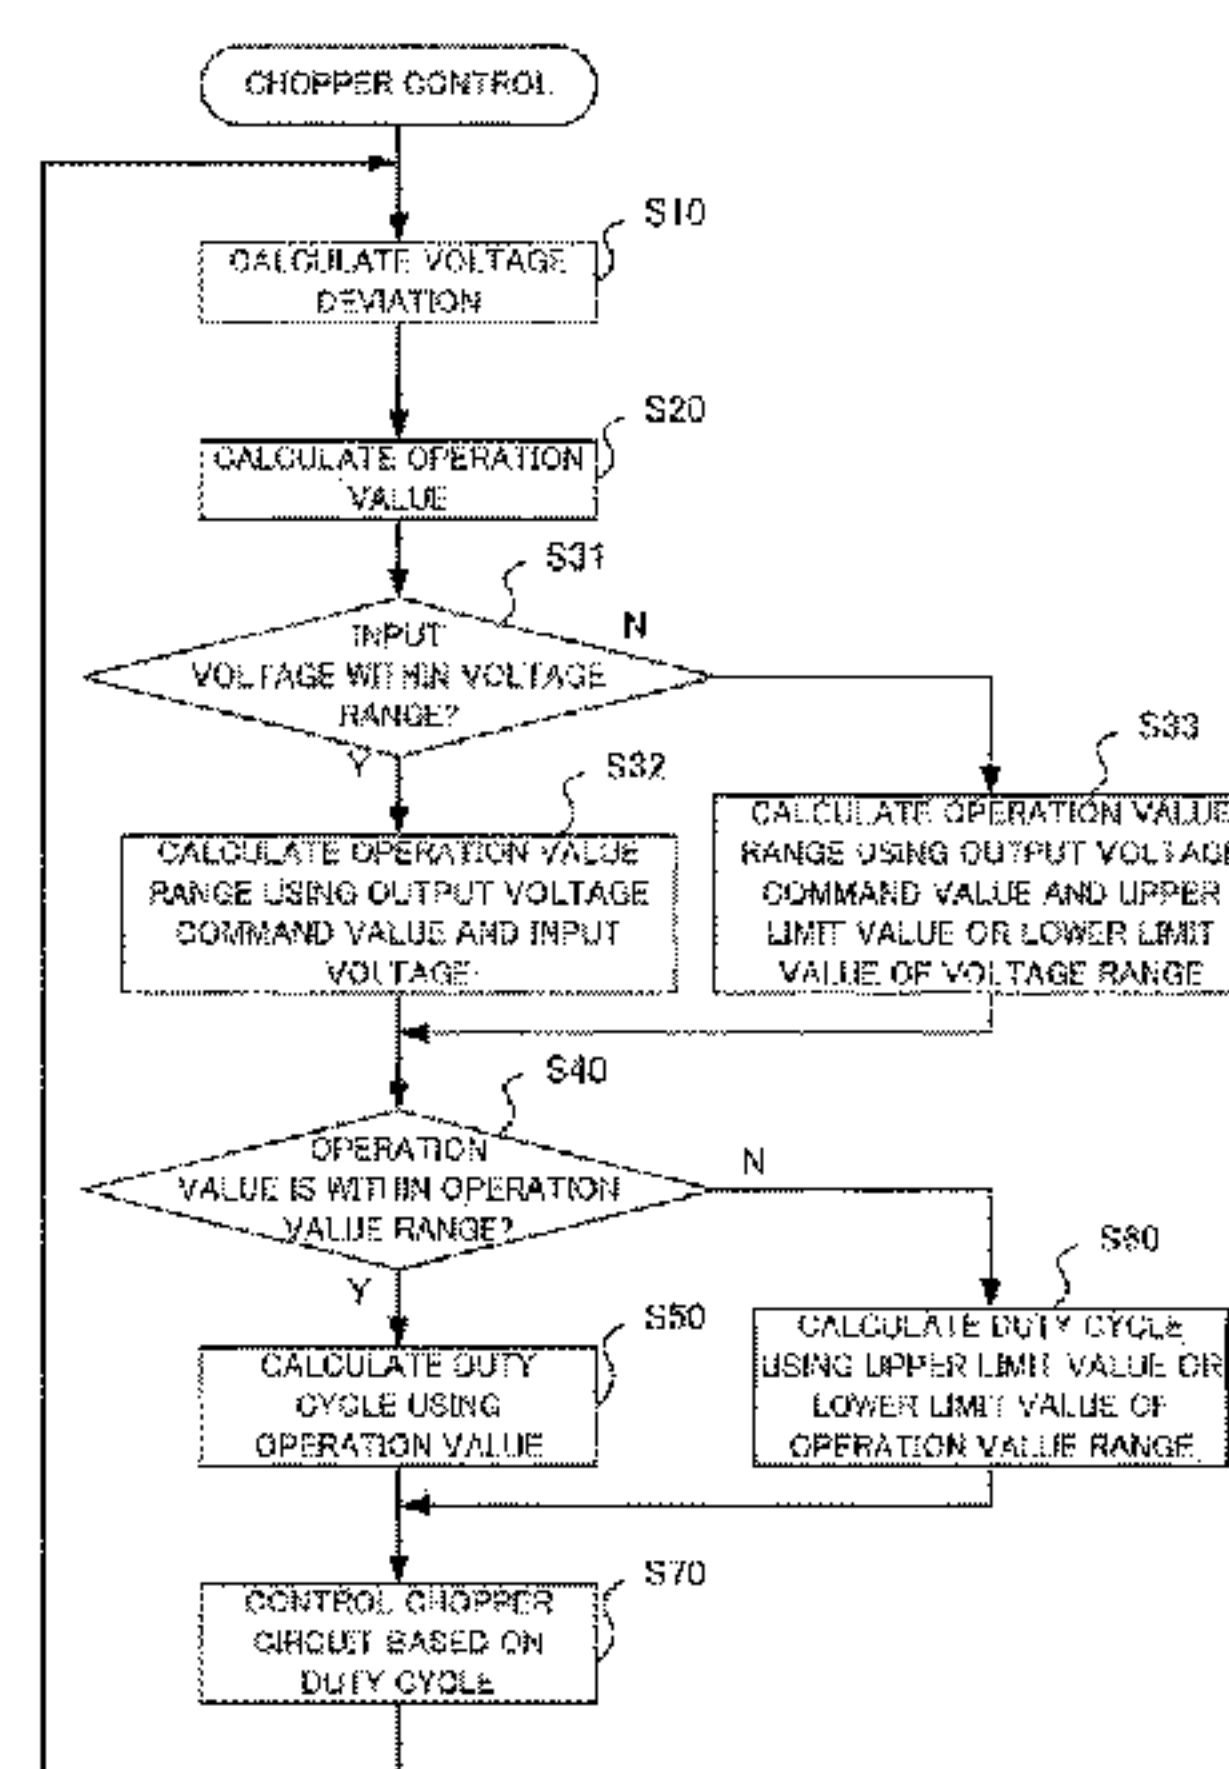 CHOPPER CONTROL
S10
CALCULATE VOLTAGE
DEVIATION
S20
CALCULATE OPERATION
VALUE
S31
INPUT
VOLTAGE WITHIN VOLTAGE
RANGE?
N
Y
S32
CALCULATE OPERATION VALUE
RANGE USING OUTPUT VOLTAGE
COMMAND VALUE AND INPUT
VOLTAGE
S33
CALCULATE OPERATION VALUE
RANGE USING OUTPUT VOLTAGE
COMMAND VALUE AND UPPER
LIMIT VALUE OR LOWER LIMIT
VALUE OF VOLTAGE RANGE
S40
OPERATION
VALUE IS WITHIN OPERATION
VALUE RANGE?
N
Y
S50
CALCULATE DUTY
CYCLE USING
OPERATION VALUE
S60
CALCULATE DUTY CYCLE
USING UPPER LIMIT VALUE OR
LOWER LIMIT VALUE OF
OPERATION VALUE RANGE
S70
CONTROL CHOPPER
CIRCUIT BASED ON
DUTY CYCLE